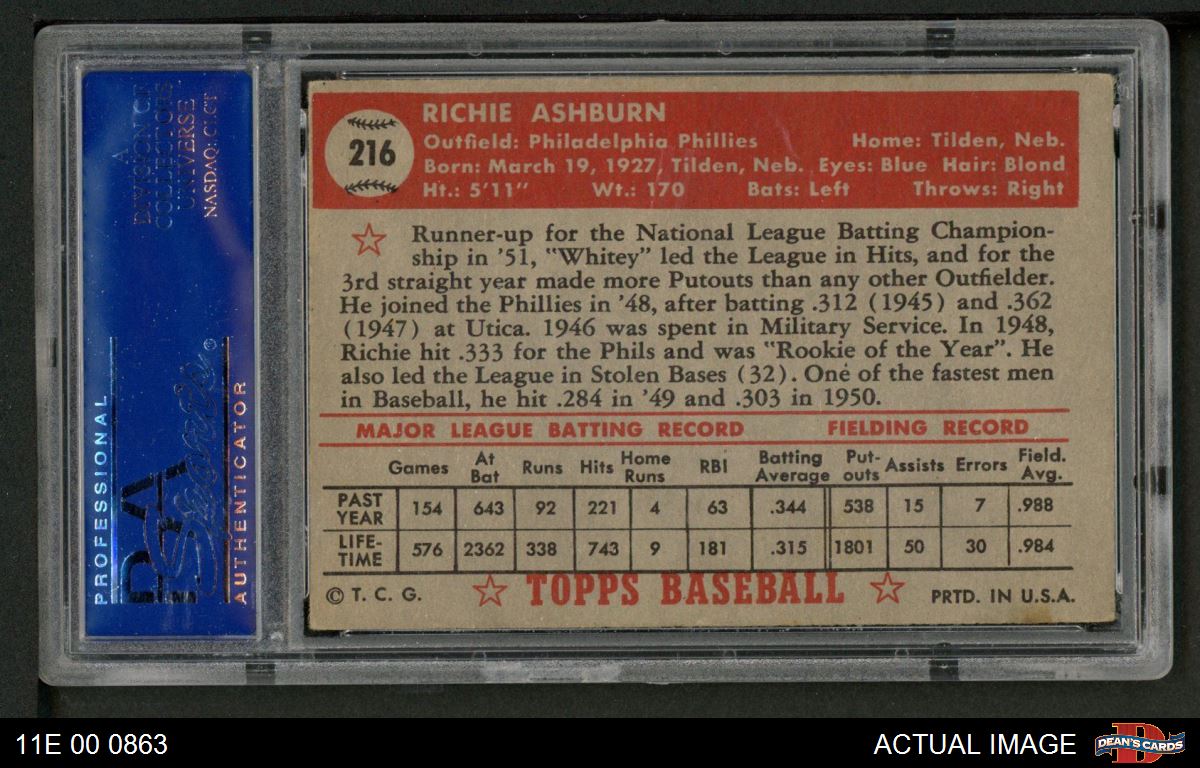 A
DIVISION OF
COLLECTORS
UNIVERSE
NASDAQ: CLCT
PROFESSIONAL
PSA
Sports®
AUTHENTICATOR
216
RICHIE ASHBURN
Outfield: Philadelphia Phillies Home: Tilden, Neb.
Born: March 19, 1927, Tilden, Neb. Eyes: Blue Hair: Blond
Ht.: 5'11" Wt.: 170 Bats: Left Throws: Right
Runner-up for the National League Batting Champion-
ship in '51, "Whitey" led the League in Hits, and for the
3rd straight year made more Putouts than any other Outfielder.
He joined the Phillies in '48, after batting .312 (1945) and .362
(1947) at Utica. 1946 was spent in Military Service. In 1948,
Richie hit .333 for the Phils and was "Rookie of the Year". He
also led the League in Stolen Bases (32). One of the fastest men
in Baseball, he hit .284 in '49 and .303 in 1950.
MAJOR LEAGUE BATTING RECORD FIELDING RECORD
Games At Bat Runs Hits Home Runs RBI Batting Average Put-outs Assists Errors Field. Avg.
PAST YEAR 154 643 92 221 4 63 .344 538 15 7 .988
LIFE-TIME 576 2362 338 743 9 181 .315 1801 50 30 .984
© T. C. G. TOPPS BASEBALL PRTD. IN U.S.A.
11E 00 0863 ACTUAL IMAGE D DEAN'S CARDS